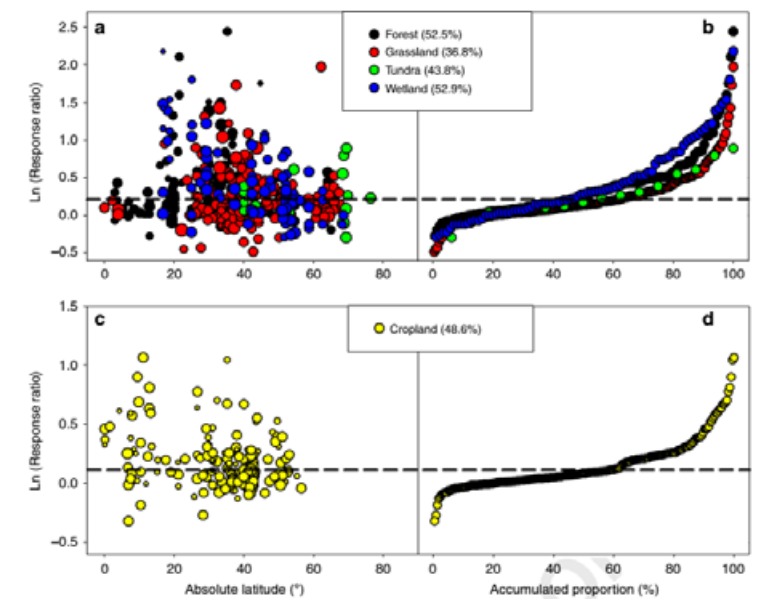 a
b
Forest (52.5%)
Grassland (36.8%)
Tundra (43.8%)
Wetland (52.9%)
Ln (Response ratio)
2.5
2.0
1.5
1.0
0.5
0.0
−0.5
0 20 40 60 80
0 20 40 60 80 100
c
d
Cropland (48.6%)
Ln (Response ratio)
1.5
1.0
0.5
0.0
−0.5
0 20 40 60 80
0 20 40 60 80 100
Absolute latitude (°)
Accumulated proportion (%)